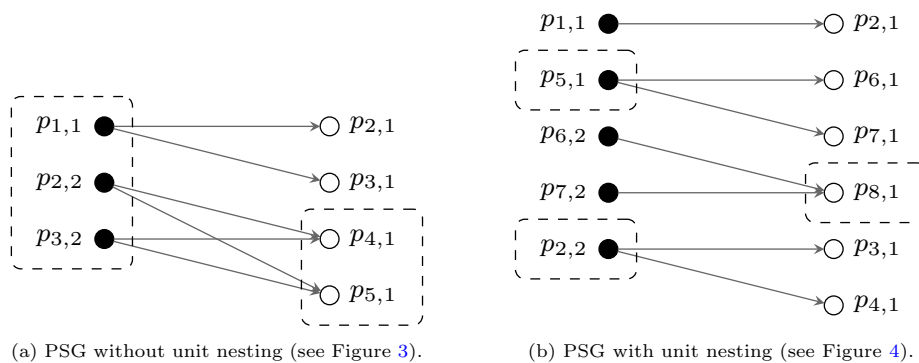 p1,1
p2,1
p2,2
p3,1
p3,2
p4,1
p5,1
(a) PSG without unit nesting (see Figure 3).
p1,1
p2,1
p5,1
p6,1
p6,2
p7,1
p7,2
p8,1
p2,2
p3,1
p4,1
(b) PSG with unit nesting (see Figure 4).